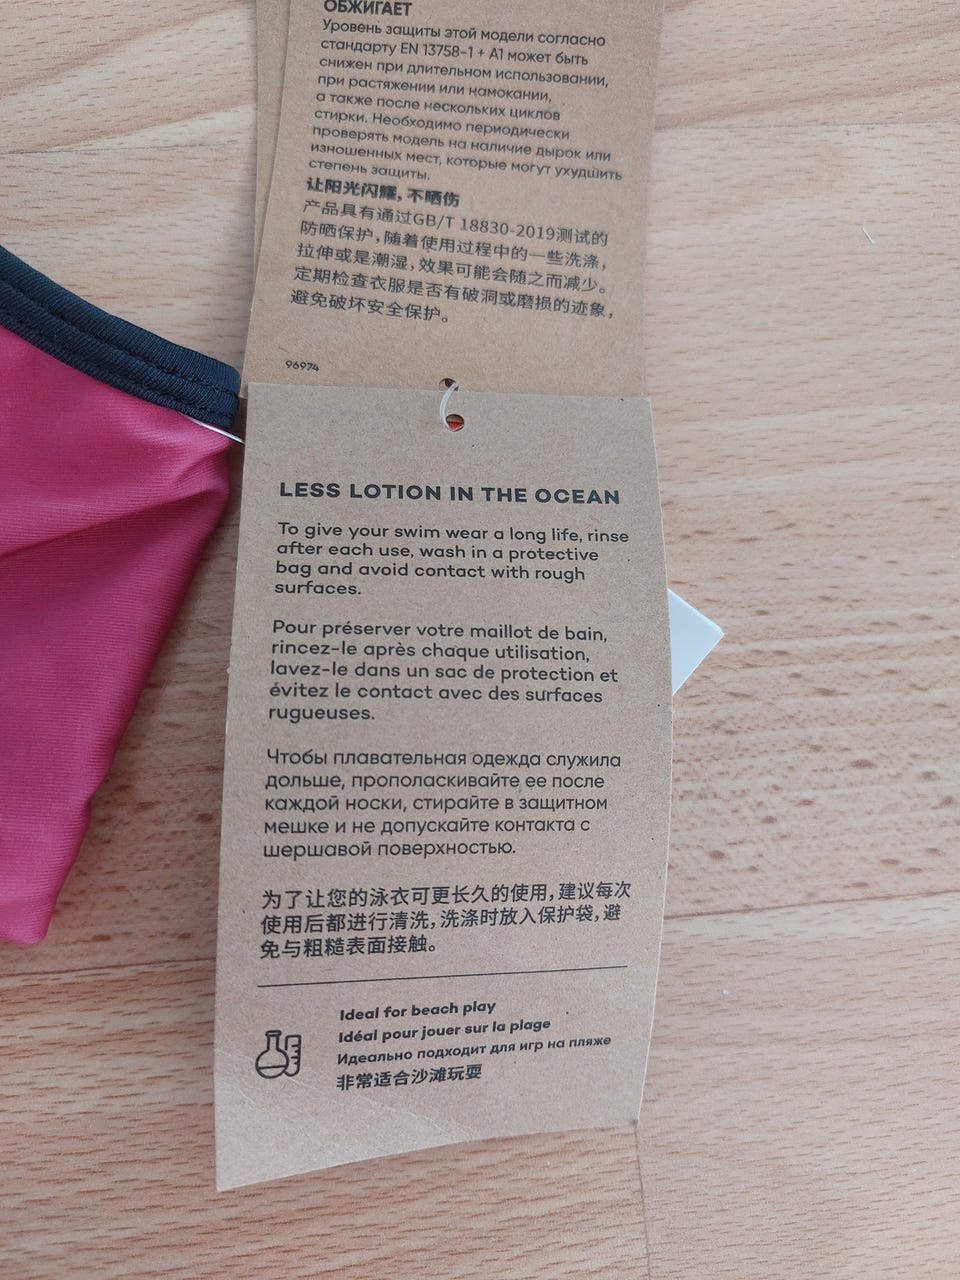 ОБЖИГАЕТ
Уровень защиты этой модели согласно
стандарту EN 13758-1 + A1 может быть
снижен при длительном использовании,
при растяжении или намокании,
а также после нескольких циклов
стирки. Необходимо периодически
проверять модель на наличие дырок или
изношенных мест, которые могут ухудшить
степень защиты.
让阳光闪耀，不晒伤
产品具有通过GB/T 18830-2019测试的
防晒保护，随着使用过程中的一些洗涤，
拉伸或是潮湿，效果可能会随之而减少。
定期检查衣服是否有破洞或磨损的迹象，
避免破坏安全保护。
96974
LESS LOTION IN THE OCEAN
To give your swim wear a long life, rinse
after each use, wash in a protective
bag and avoid contact with rough
surfaces.
Pour préserver votre maillot de bain,
rincez-le après chaque utilisation,
lavez-le dans un sac de protection et
évitez le contact avec des surfaces
rugueuses.
Чтобы плавательная одежда служила
дольше, прополаскивайте ее после
каждой носки, стирайте в защитном
мешке и не допускайте контакта с
шершавой поверхностью.
为了让您的泳衣可更长久的使用，建议每次
使用后都进行清洗，洗涤时放入保护袋，避
免与粗糙表面接触。
Ideal for beach play
Idéal pour jouer sur la plage
Идеально подходит для игр на пляже
非常适合沙滩玩耍